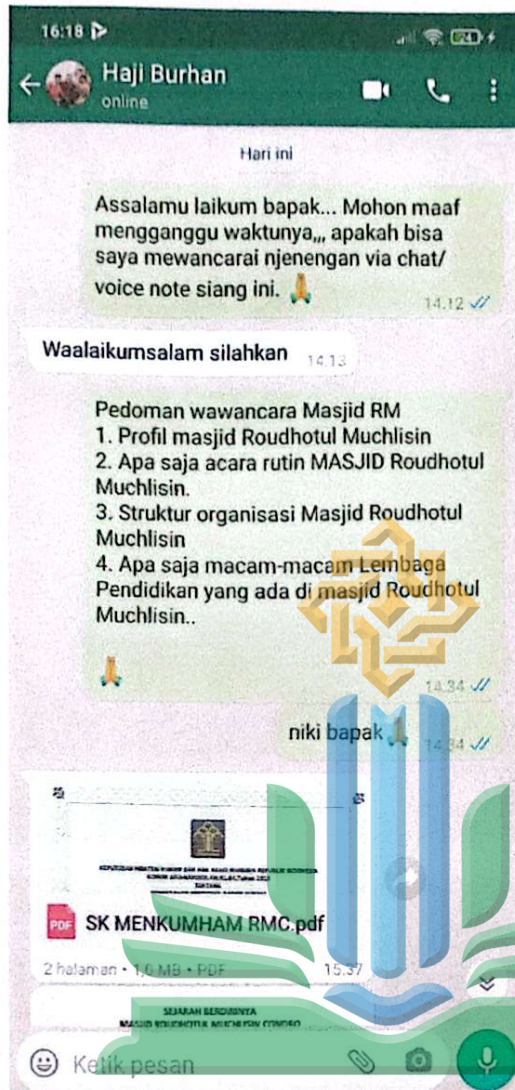 16:18
24
Haji Burhan
online
Hari ini
Assalamu laikum bapak... Mohon maaf
mengganggu waktunya,,, apakah bisa
saya mewancarai njenengan via chat/
voice note siang ini. 🙏
14.12
Waalaikumsalam silahkan
14.13
Pedoman wawancara Masjid RM
1. Profil masjid Roudhotul Muchlisin
2. Apa saja acara rutin MASJID Roudhotul
Muchlisin.
3. Struktur organisasi Masjid Roudhotul
Muchlisin
4. Apa saja macam-macam Lembaga
Pendidikan yang ada di masjid Roudhotul
Muchlisin..
🙏
14.34
niki bapak 🙏
14.34
PDF
SK MENKUMHAM RMC.pdf
2 halaman • 1,6 MB • PDF
15.37
SEJARAH BERDIRINYA
Ketik pesan